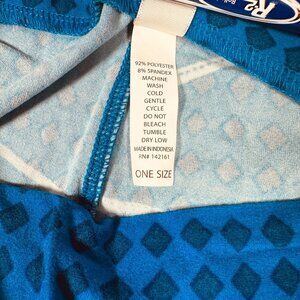 92% POLYESTER
8% SPANDEX
MACHINE
WASH
COLD
GENTLE
CYCLE
DO NOT
BLEACH
TUMBLE
DRY LOW
MADE IN INDONESIA
RN# 142161
ONE SIZE